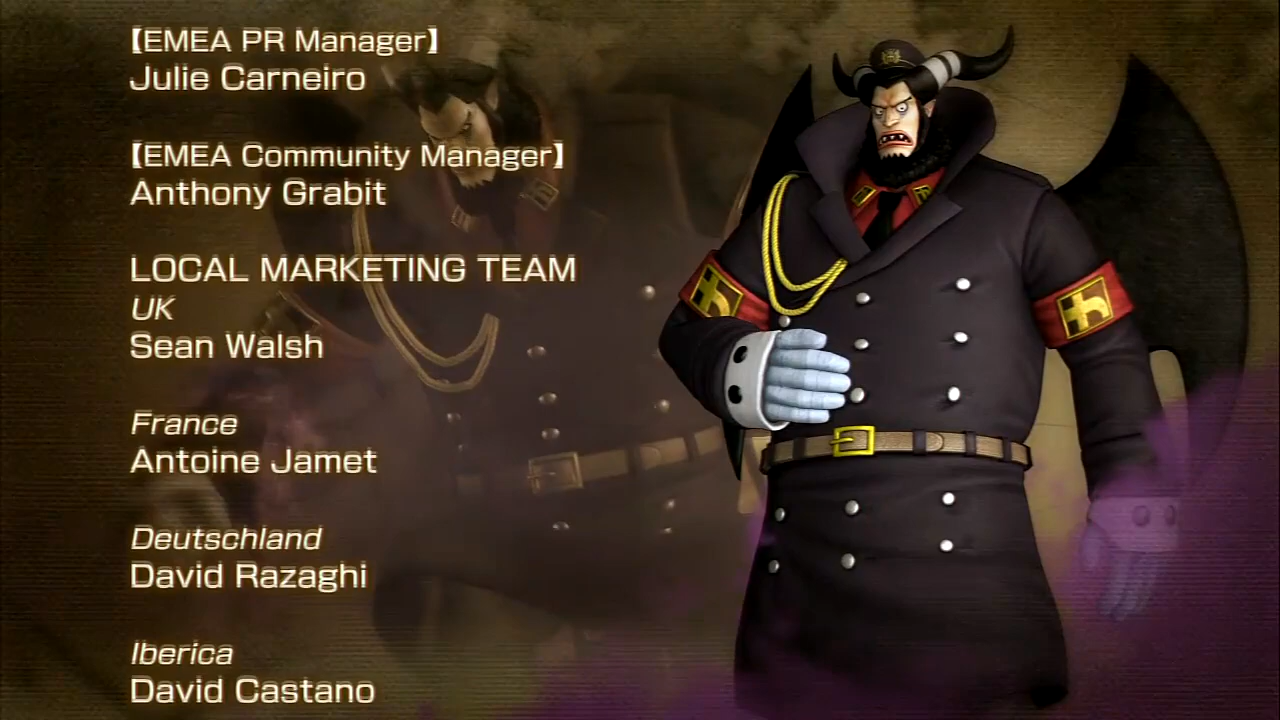 【EMEA PR Manager】
Julie Carneiro
【EMEA Community Manager】
Anthony Grabit
LOCAL MARKETING TEAM
UK
Sean Walsh
France
Antoine Jamet
Deutschland
David Razaghi
Iberica
David Castano